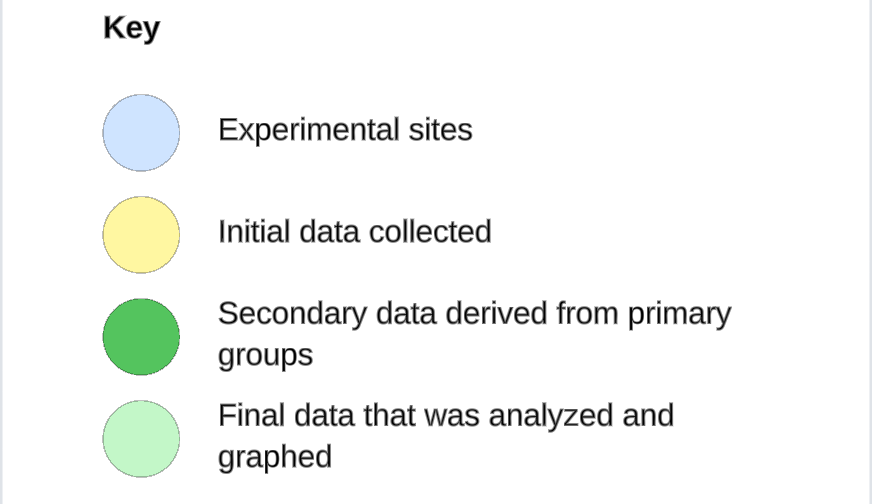 Key
Experimental sites
Initial data collected
Secondary data derived from primary
groups
Final data that was analyzed and
graphed